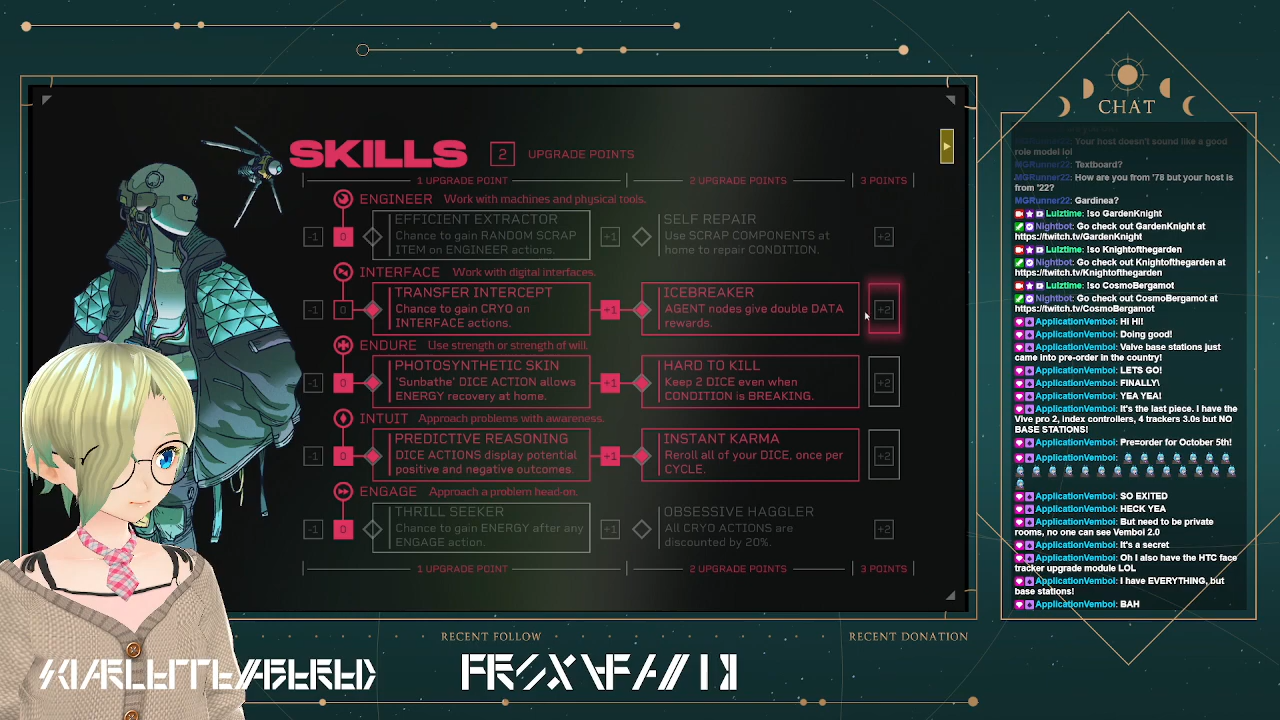 SKILLS 2 UPGRADE POINTS
1 UPGRADE POINT 2 UPGRADE POINTS 3 POINTS
ENGINEER Work with machines and physical tools.
EFFICIENT EXTRACTOR
Chance to gain RANDOM SCRAP
ITEM on ENGINEER actions.
SELF REPAIR
Use SCRAP COMPONENTS at
home to repair CONDITION.
-1 0 +1 +2
INTERFACE Work with digital interfaces.
TRANSFER INTERCEPT
Chance to gain CRYO on
INTERFACE actions.
ICEBREAKER
AGENT nodes give double DATA
rewards.
-1 0 +1 +2
ENDURE Use strength or strength of will.
PHOTOSYNTHETIC SKIN
'Sunbathe' DICE ACTION allows
ENERGY recovery at home.
HARD TO KILL
Keep 2 DICE even when
CONDITION is BREAKING.
-1 0 +1 +2
INTUIT Approach problems with awareness.
PREDICTIVE REASONING
DICE ACTIONS display potential
positive and negative outcomes.
INSTANT KARMA
Reroll all of your DICE, once per
CYCLE.
-1 0 +1 +2
ENGAGE Approach a problem head-on.
THRILL SEEKER
Chance to gain ENERGY after any
ENGAGE action.
OBSESSIVE HAGGLER
All CRYO ACTIONS are
discounted by 20%.
-1 0 +1 +2
1 UPGRADE POINT 2 UPGRADE POINTS 3 POINTS
RECENT FOLLOW
RECENT DONATION
CHAT
MGRunner22: Your host doesn't sound like a good
role model lol
MGRunner22: Textboard?
MGRunner22: How are you from '78 but your host is
from '22?
MGRunner22: Gardinea?
Lulztime: !so GardenKnight
Nightbot: Go check out GardenKnight at
https://twitch.tv/GardenKnight
Lulztime: !so Knightofthegarden
Nightbot: Go check out Knightofthegarden at
https://twitch.tv/Knightofthegarden
Lulztime: !so CosmoBergamot
Nightbot: Go check out CosmoBergamot at
https://twitch.tv/CosmoBergamot
ApplicationVemboi: Hi Hi!
ApplicationVemboi: Doing good!
ApplicationVemboi: Valve base stations just
came into pre-order in the country!
ApplicationVemboi: LETS GO!
ApplicationVemboi: FINALLY\
ApplicationVemboi: YEA YEA!
ApplicationVemboi: It's the last piece. I have the
Vive pro 2, Index controllers, 4 trackers 3.0s but NO
BASE STATIONS!
ApplicationVemboi: Pre=order for October 5th!
ApplicationVemboi:
ApplicationVemboi: SO EXITED
ApplicationVemboi: HECK YEA
ApplicationVemboi: But need to be private
rooms, no one can see Vemboi 2.0
ApplicationVemboi: It's a secret
ApplicationVemboi: Oh I also have the HTC face
tracker upgrade module LOL
ApplicationVemboi: I have EVERYTHING, but
base stations!
ApplicationVemboi: BAH